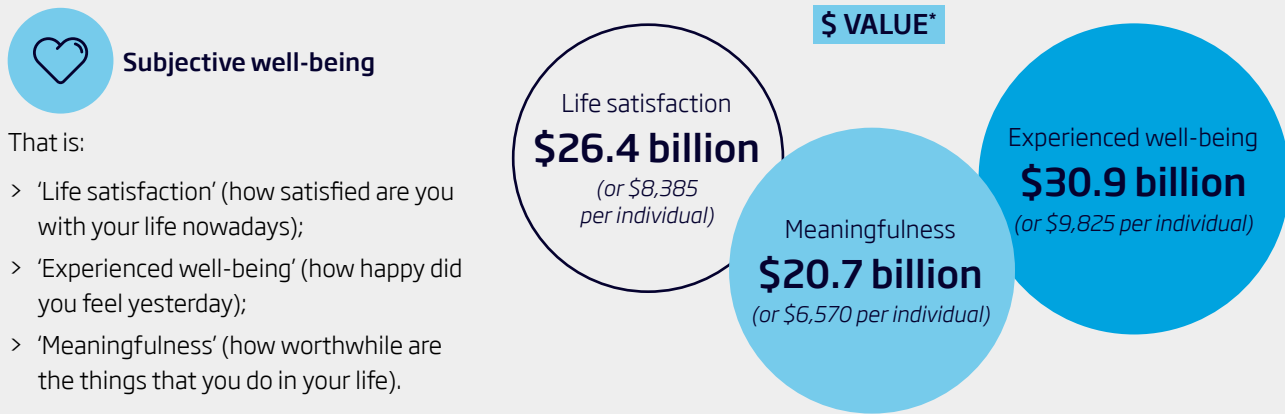 Subjective well-being
That is:
> ‘Life satisfaction’ (how satisfied are you
with your life nowadays);
> ‘Experienced well-being’ (how happy did
you feel yesterday);
> ‘Meaningfulness’ (how worthwhile are
the things that you do in your life).
$ VALUE*
Life satisfaction
$26.4 billion
(or $8,385
per individual)
Meaningfulness
$20.7 billion
(or $6,570 per individual)
Experienced well-being
$30.9 billion
(or $9,825 per individual)